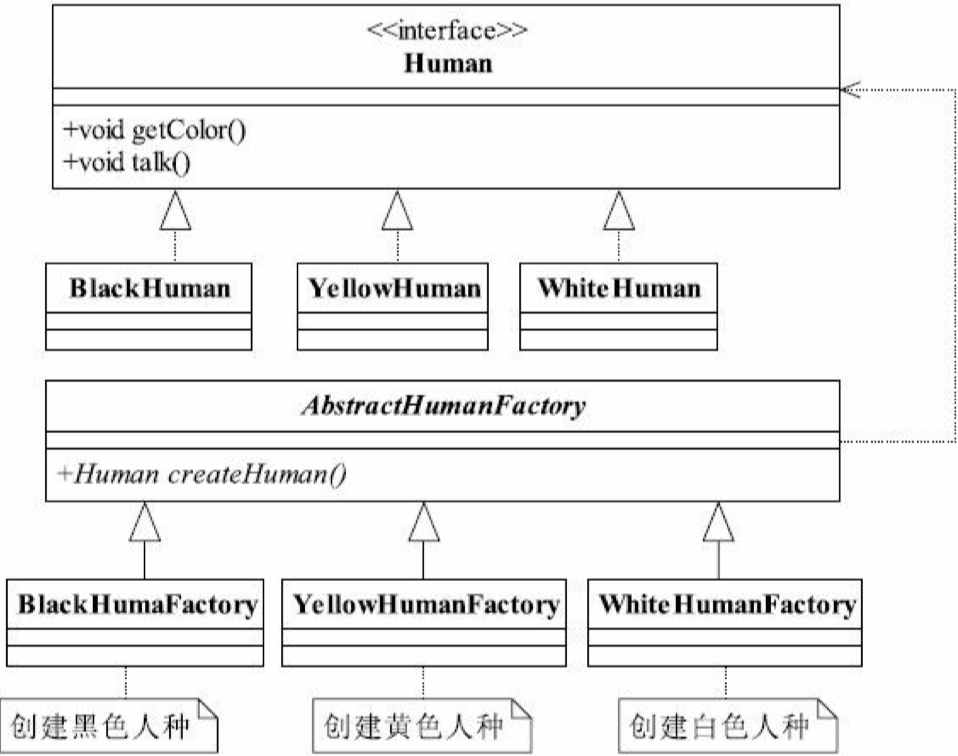 <<interface>>
Human
+void getColor()
+void talk()
BlackHuman YellowHuman WhiteHuman
AbstractHumanFactory
+Human createHuman()
BlackHumaFactory YellowHumanFactory WhiteHumanFactory
创建黑色人种 创建黄色人种 创建白色人种